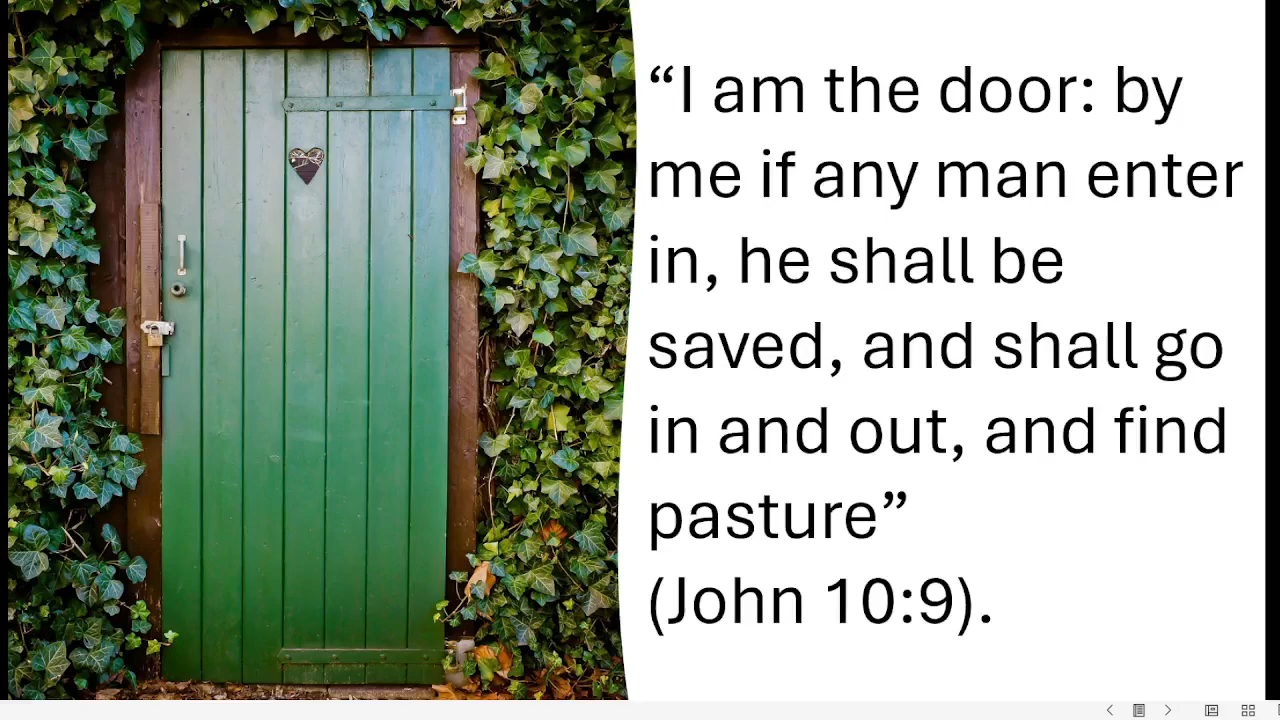 “I am the door: by
me if any man enter
in, he shall be
saved, and shall go
in and out, and find
pasture”
(John 10:9).